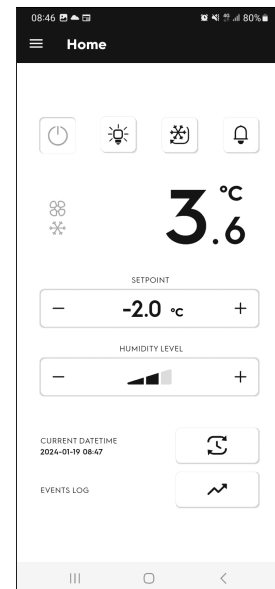 08:46 80%
Home
3.6 °C
SETPOINT
− -2.0 °C +
HUMIDITY LEVEL
− +
CURRENT DATETIME
2024-01-19 08:47
EVENTS LOG